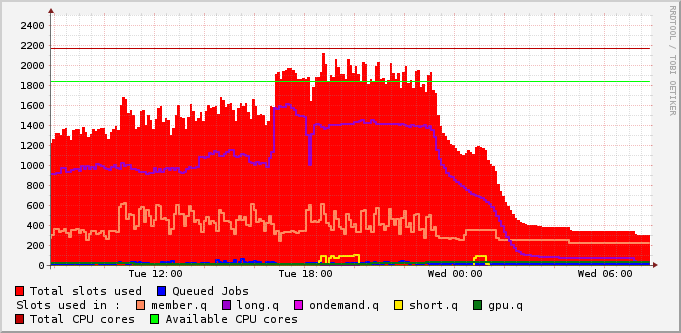 RRDTOOL / TOBI OETIKER
2400
2200
2000
1800
1600
1400
1200
1000
800
600
400
200
0
Tue 12:00 Tue 18:00 Wed 00:00 Wed 06:00
Total slots used Queued Jobs
Slots used in : member.q long.q ondemand.q short.q gpu.q
Total CPU cores Available CPU cores